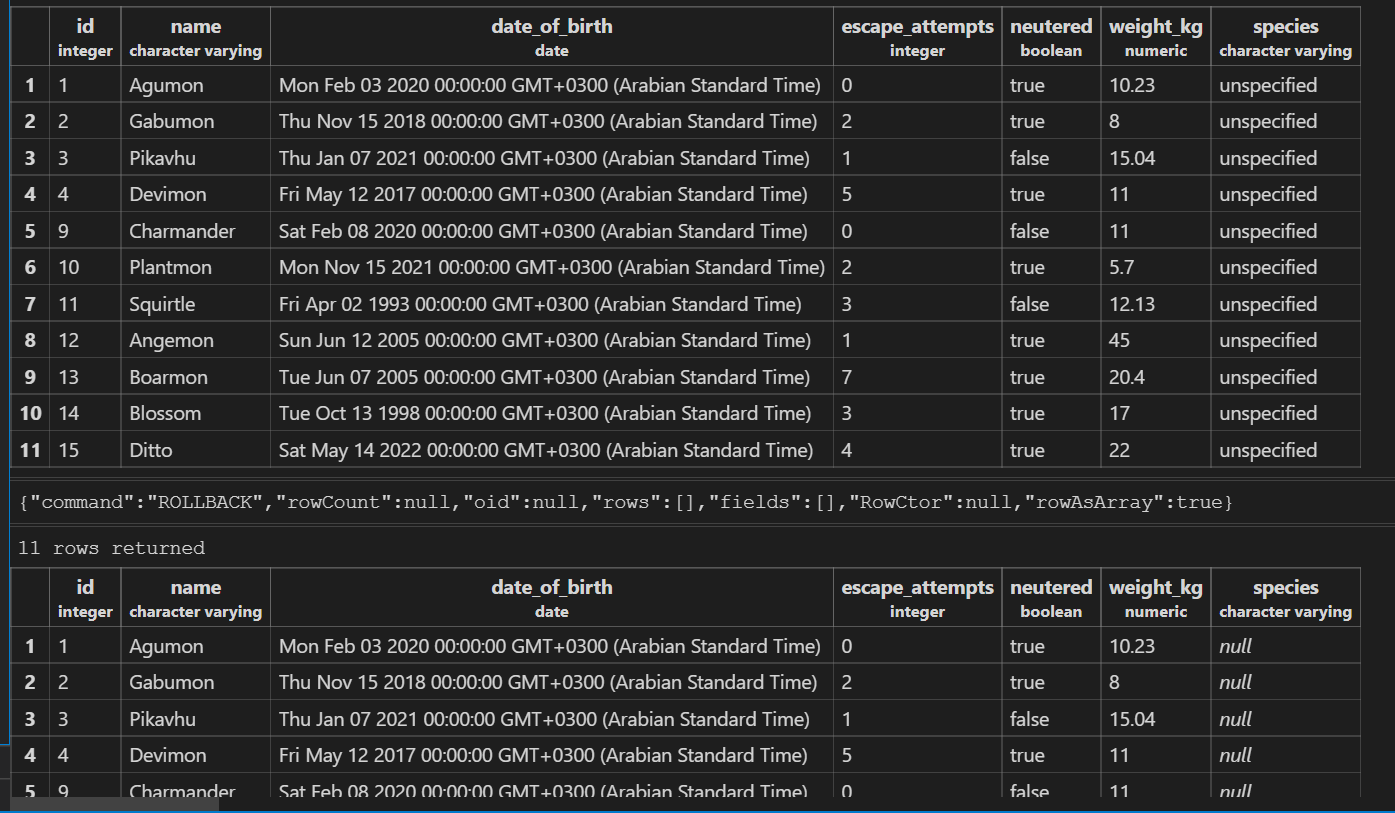 id name date_of_birth escape_attempts neutered weight_kg species
integer character varying date integer boolean numeric character varying
1 1 Agumon Mon Feb 03 2020 00:00:00 GMT+0300 (Arabian Standard Time) 0 true 10.23 unspecified
2 2 Gabumon Thu Nov 15 2018 00:00:00 GMT+0300 (Arabian Standard Time) 2 true 8 unspecified
3 3 Pikavhu Thu Jan 07 2021 00:00:00 GMT+0300 (Arabian Standard Time) 1 false 15.04 unspecified
4 4 Devimon Fri May 12 2017 00:00:00 GMT+0300 (Arabian Standard Time) 5 true 11 unspecified
5 9 Charmander Sat Feb 08 2020 00:00:00 GMT+0300 (Arabian Standard Time) 0 false 11 unspecified
6 10 Plantmon Mon Nov 15 2021 00:00:00 GMT+0300 (Arabian Standard Time) 2 true 5.7 unspecified
7 11 Squirtle Fri Apr 02 1993 00:00:00 GMT+0300 (Arabian Standard Time) 3 false 12.13 unspecified
8 12 Angemon Sun Jun 12 2005 00:00:00 GMT+0300 (Arabian Standard Time) 1 true 45 unspecified
9 13 Boarmon Tue Jun 07 2005 00:00:00 GMT+0300 (Arabian Standard Time) 7 true 20.4 unspecified
10 14 Blossom Tue Oct 13 1998 00:00:00 GMT+0300 (Arabian Standard Time) 3 true 17 unspecified
11 15 Ditto Sat May 14 2022 00:00:00 GMT+0300 (Arabian Standard Time) 4 true 22 unspecified
{"command":"ROLLBACK","rowCount":null,"oid":null,"rows":[],"fields":[],"RowCtor":null,"rowAsArray":true}
11 rows returned
id name date_of_birth escape_attempts neutered weight_kg species
integer character varying date integer boolean numeric character varying
1 1 Agumon Mon Feb 03 2020 00:00:00 GMT+0300 (Arabian Standard Time) 0 true 10.23 null
2 2 Gabumon Thu Nov 15 2018 00:00:00 GMT+0300 (Arabian Standard Time) 2 true 8 null
3 3 Pikavhu Thu Jan 07 2021 00:00:00 GMT+0300 (Arabian Standard Time) 1 false 15.04 null
4 4 Devimon Fri May 12 2017 00:00:00 GMT+0300 (Arabian Standard Time) 5 true 11 null
5 9 Charmander Sat Feb 08 2020 00:00:00 GMT+0300 (Arabian Standard Time) 0 false 11 null